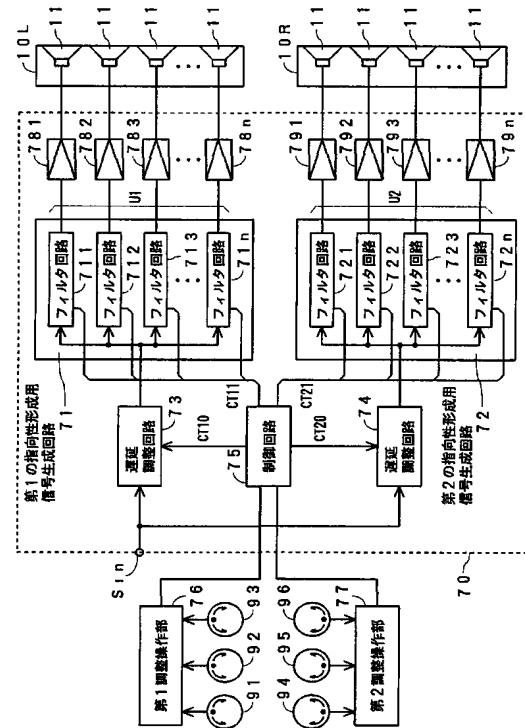 10L
11
11
11
11
10R
11
11
11
11
781
782
783
78n
791
792
793
79n
U1
U2
フィルタ回路
711
フィルタ回路
712
フィルタ回路
713
フィルタ回路
71n
フィルタ回路
721
フィルタ回路
722
フィルタ回路
723
フィルタ回路
72n
第1の指向性形成用
信号生成回路
71
第2の指向性形成用
信号生成回路
72
遅延
調整回路
73
CT10
CT11
制御回路
75
CT20
CT21
遅延
調整回路
74
Sin
70
第1調整操作部
76
91
92
93
第2調整操作部
77
94
95
96